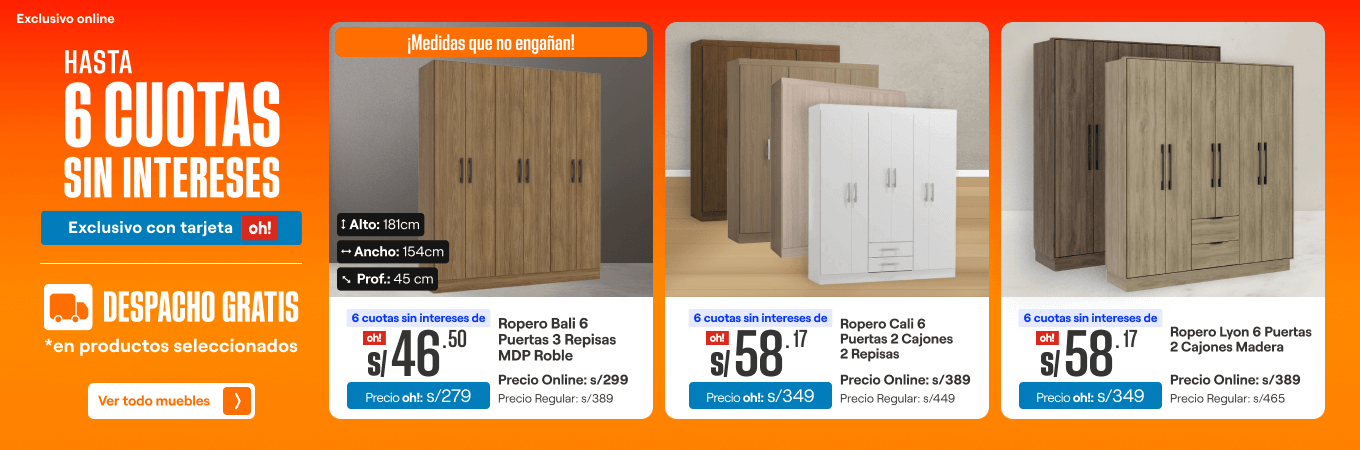 Exclusivo online
HASTA
6 CUOTAS
SIN INTERESES
Exclusivo con tarjeta oh!
DESPACHO GRATIS
*en productos seleccionados
Ver todo muebles
¡Medidas que no engañan!
Alto: 181cm
Ancho: 154cm
Prof.: 45 cm
6 cuotas sin intereses de
oh!
s/46.50
Precio oh!: S/279
Ropero Bali 6
Puertas 3 Repisas
MDP Roble
Precio Online: s/299
Precio Regular: s/389
6 cuotas sin intereses de
oh!
s/58.17
Precio oh!: S/349
Ropero Cali 6
Puertas 2 Cajones
2 Repisas
Precio Online: s/389
Precio Regular: s/449
6 cuotas sin intereses de
oh!
s/58.17
Precio oh!: S/349
Ropero Lyon 6 Puertas
2 Cajones Madera
Precio Online: s/389
Precio Regular: s/465